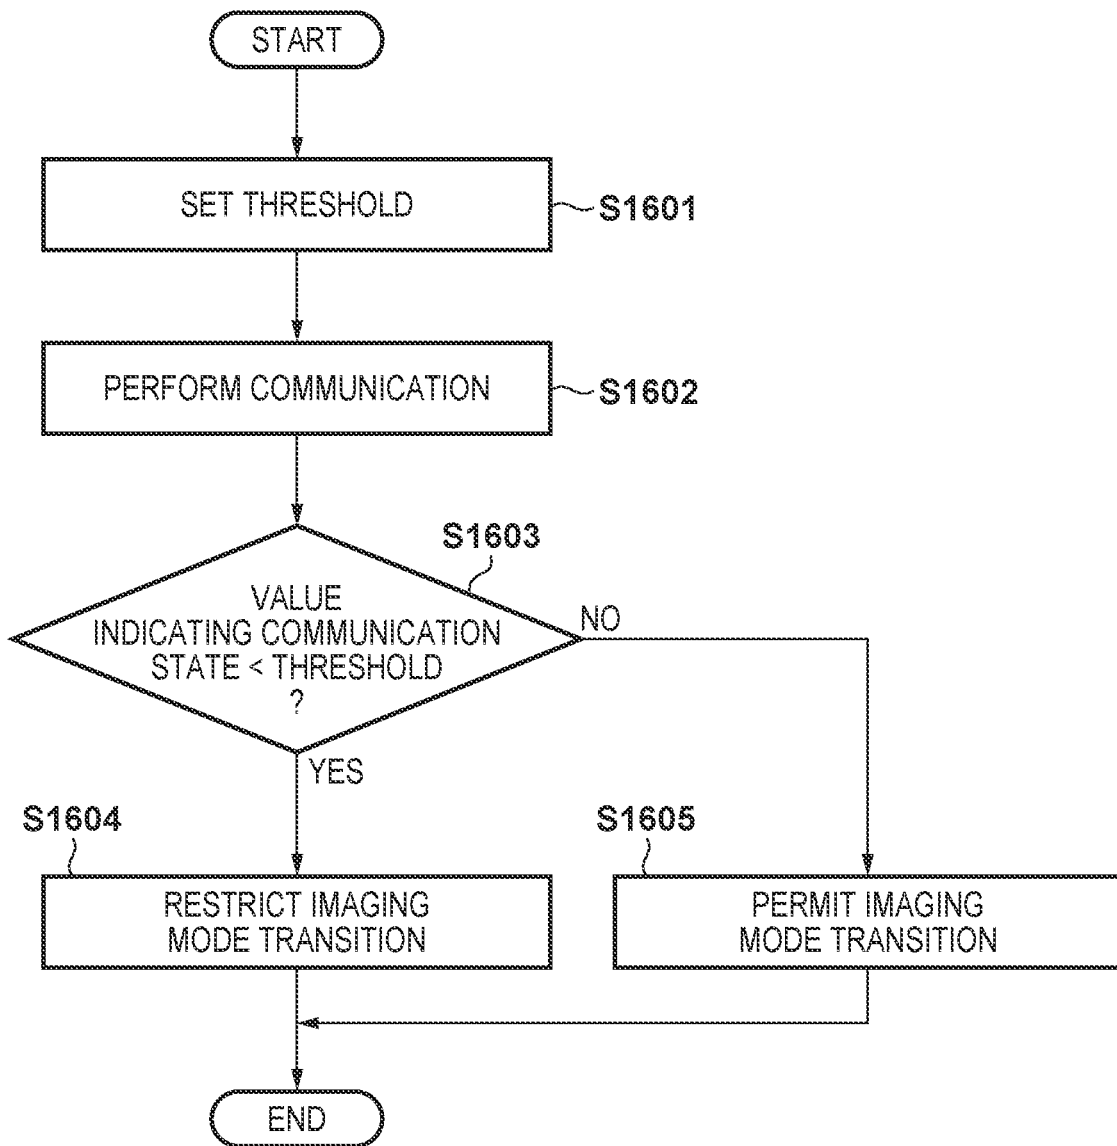 START
SET THRESHOLD
S1601
PERFORM COMMUNICATION
S1602
S1603
VALUE
INDICATING COMMUNICATION
STATE < THRESHOLD
?
NO
YES
S1604
S1605
RESTRICT IMAGING
MODE TRANSITION
PERMIT IMAGING
MODE TRANSITION
END